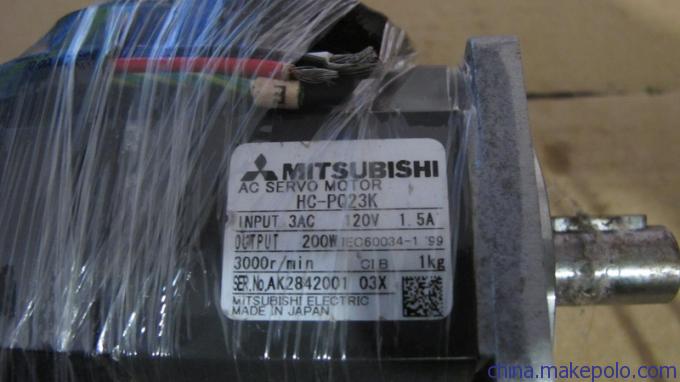 MITSUBISHI
AC SERVO MOTOR
HC-PQ23K
INPUT 3AC 120V 1.5A
OUTPUT 200W IEC60034-1 '99
3000r/min CI B 1kg
SER.No.AK2842001 03X
MITSUBISHI ELECTRIC
MADE IN JAPAN
china.makepolo.com